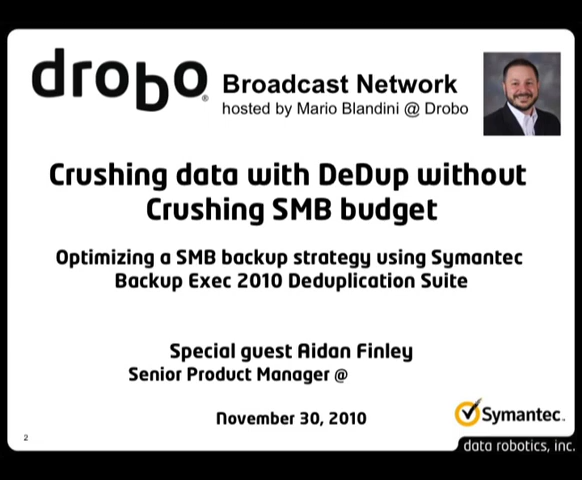 drobo®
Broadcast Network
hosted by Mario Blandini @ Drobo
Crushing data with DeDup without
Crushing SMB budget
Optimizing a SMB backup strategy using Symantec
Backup Exec 2010 Deduplication Suite
Special guest Aidan Finley
Senior Product Manager @
November 30, 2010
Symantec.
2
data robotics, inc.